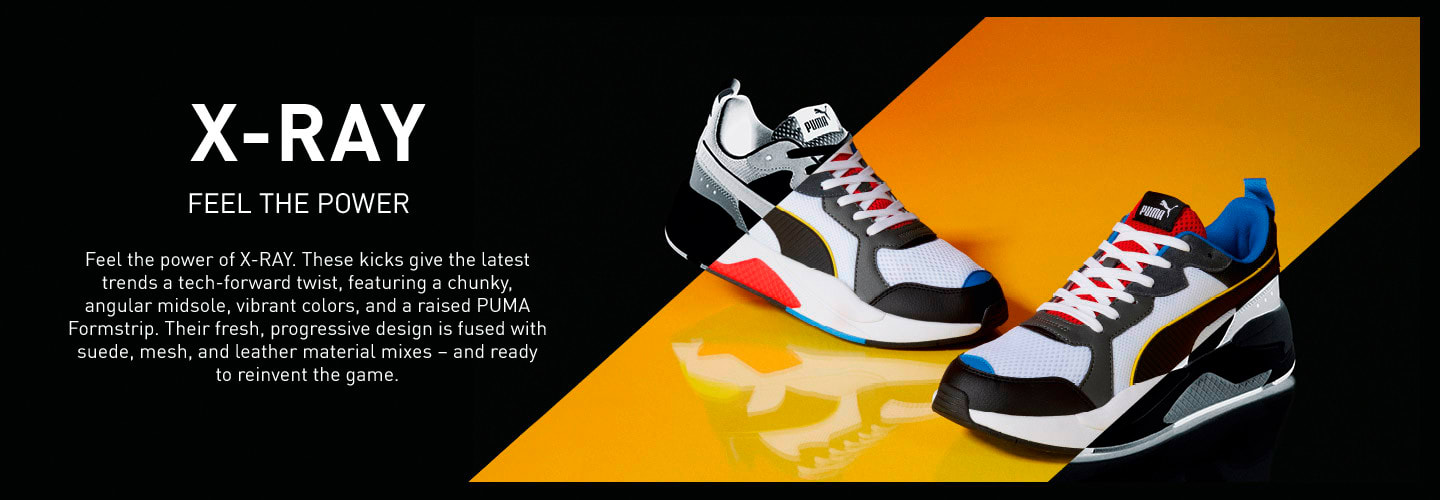 X-RAY
FEEL THE POWER
Feel the power of X-RAY. These kicks give the latest
trends a tech-forward twist, featuring a chunky,
angular midsole, vibrant colors, and a raised PUMA
Formstrip. Their fresh, progressive design is fused with
suede, mesh, and leather material mixes – and ready
to reinvent the game.
PUMA
PUMA